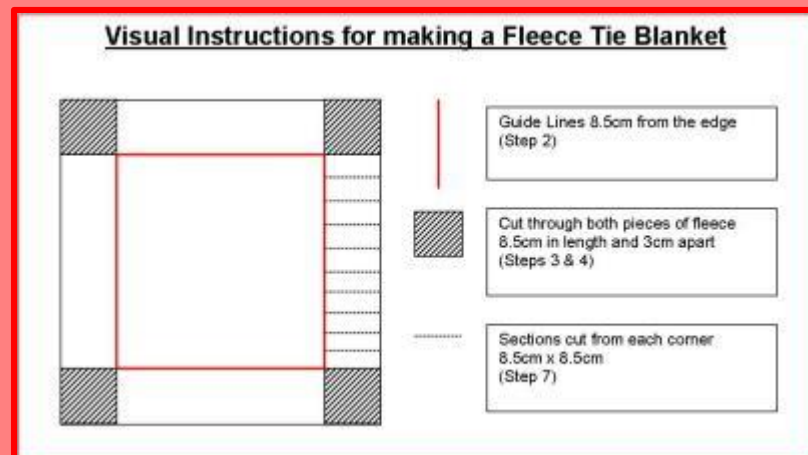 Visual Instructions for making a Fleece Tie Blanket
Guide Lines 8.5cm from the edge
(Step 2)
Cut through both pieces of fleece
8.5cm in length and 3cm apart
(Steps 3 & 4)
Sections cut from each corner
8.5cm x 8.5cm
(Step 7)